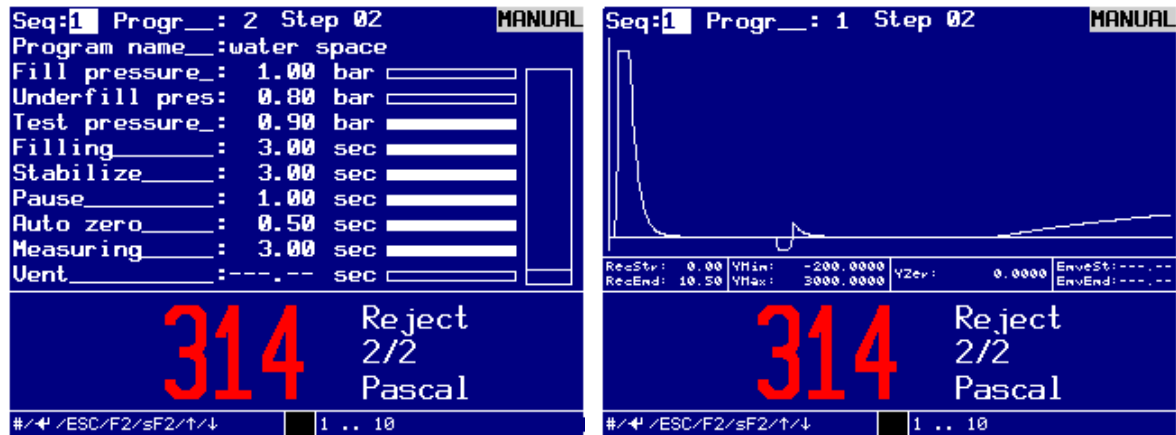 Seq:1 Progr__: 2 Step 02 MANUAL
Program name__:water space
Fill pressure_: 1.00 bar
Underfill pres: 0.80 bar
Test pressure_: 0.90 bar
Filling_______: 3.00 sec
Stabilize_____: 3.00 sec
Pause_________: 1.00 sec
Auto zero_____: 0.50 sec
Measuring_____: 3.00 sec
Vent__________:---.-- sec
314
Reject
2/2
Pascal
#/↵/ESC/F2/sF2/↑/↓ 1 .. 10
Seq:1 Progr__: 1 Step 02 MANUAL
RecStr: 0.00 YMin: -200.0000 YZer: 0.0000 EnveSt:---.--
RecEnd: 10.50 YMax: 3000.0000 EnvEnd:---.--
314
Reject
2/2
Pascal
#/↵/ESC/F2/sF2/↑/↓ 1 .. 10